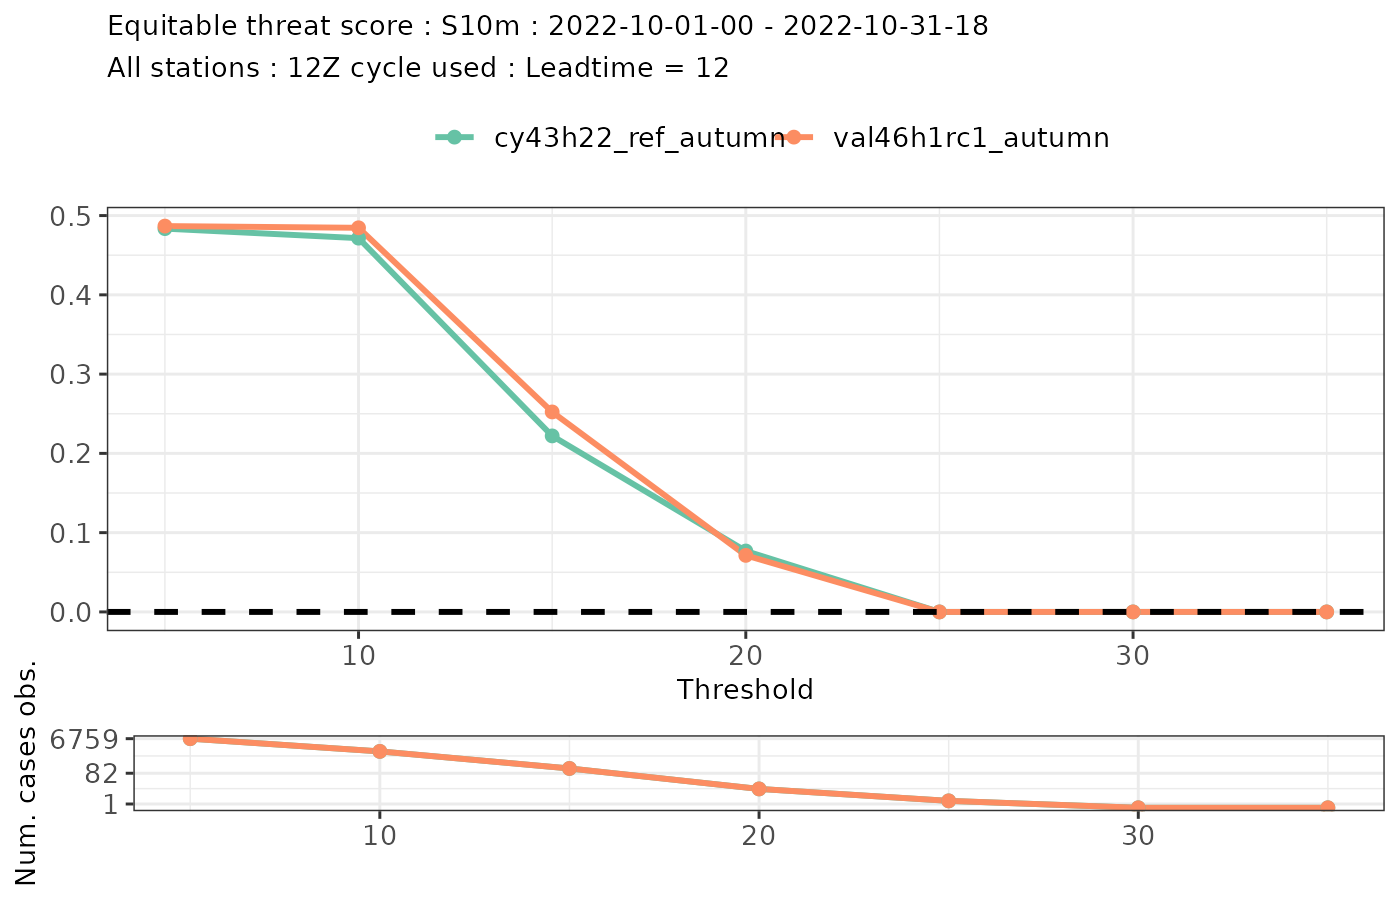 Equitable threat score : S10m : 2022-10-01-00 - 2022-10-31-18
All stations : 12Z cycle used : Leadtime = 12
cy43h22_ref_autumn val46h1rc1_autumn
0.5
0.4
0.3
0.2
0.1
0.0
10 20 30
Threshold
Num. cases obs.
6759
82
1
10 20 30